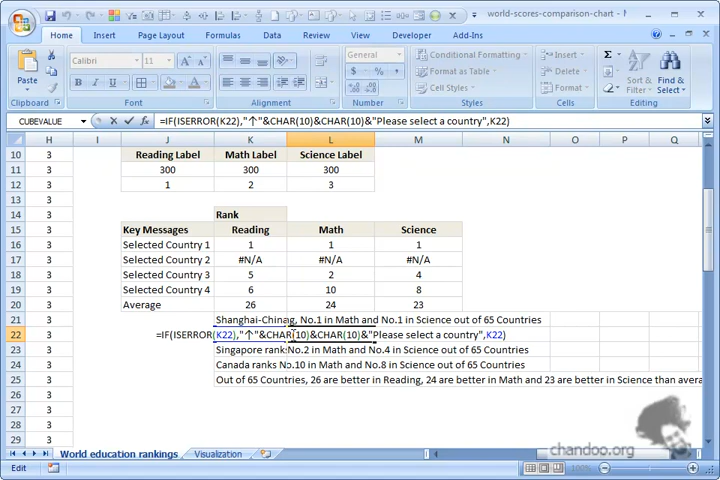 world-scores-comparison-chart - M
Home Insert Page Layout Formulas Data Review View Developer Add-Ins
Paste
Clipboard
Calibri 11
B I U
Font
Alignment
General
$ % ,
Number
Conditional Formatting
Format as Table
Cell Styles
Styles
Insert
Delete
Format
Cells
Σ
Sort & Filter
Find & Select
Editing
CUBEVALUE =IF(ISERROR(K22),"↑"&CHAR(10)&CHAR(10)&"Please select a country",K22)
H I J K L M N O P Q
10 3 Reading Label Math Label Science Label
11 3 300 300 300
12 3 1 2 3
13 3
14 3 Rank
15 3 Key Messages Reading Math Science
16 3 Selected Country 1 1 1 1
17 3 Selected Country 2 #N/A #N/A #N/A
18 3 Selected Country 3 5 2 4
19 3 Selected Country 4 6 10 8
20 3 Average 26 24 23
21 3 No.1 in Math and No.1 in Science out of 65 Countries
22 3 =IF(ISERROR(K22),"↑"&CHAR(10)&CHAR(10)&"Please select a country",K22)
23 3 Singapore No.2 in Math and No.4 in Science out of 65 Countries
24 3 Canada ranks No.10 in Math and No.8 in Science out of 65 Countries
25 3 Out of 65 Countries, 26 are better in Reading, 24 are better in Math and 23 are better in Science than avera
26 3
27 3
28 3
29 3
chandoo.org
World education rankings Visualization
Edit 100%